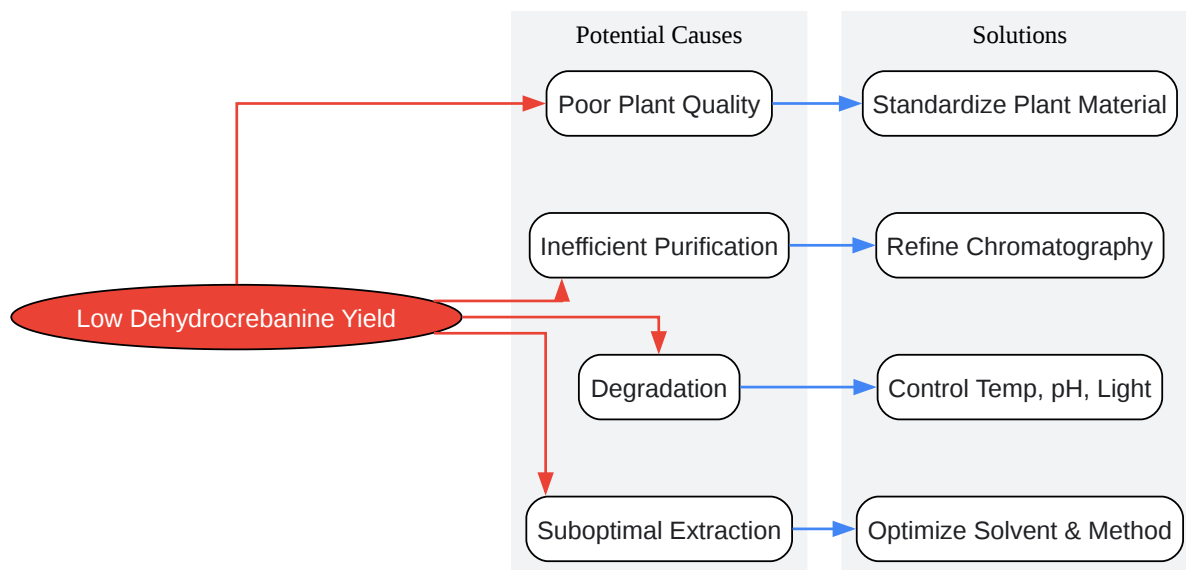 Potential Causes
Solutions
Poor Plant Quality
Standardize Plant Material
Inefficient Purification
Refine Chromatography
Low Dehydrocrebanine Yield
Degradation
Control Temp, pH, Light
Suboptimal Extraction
Optimize Solvent & Method